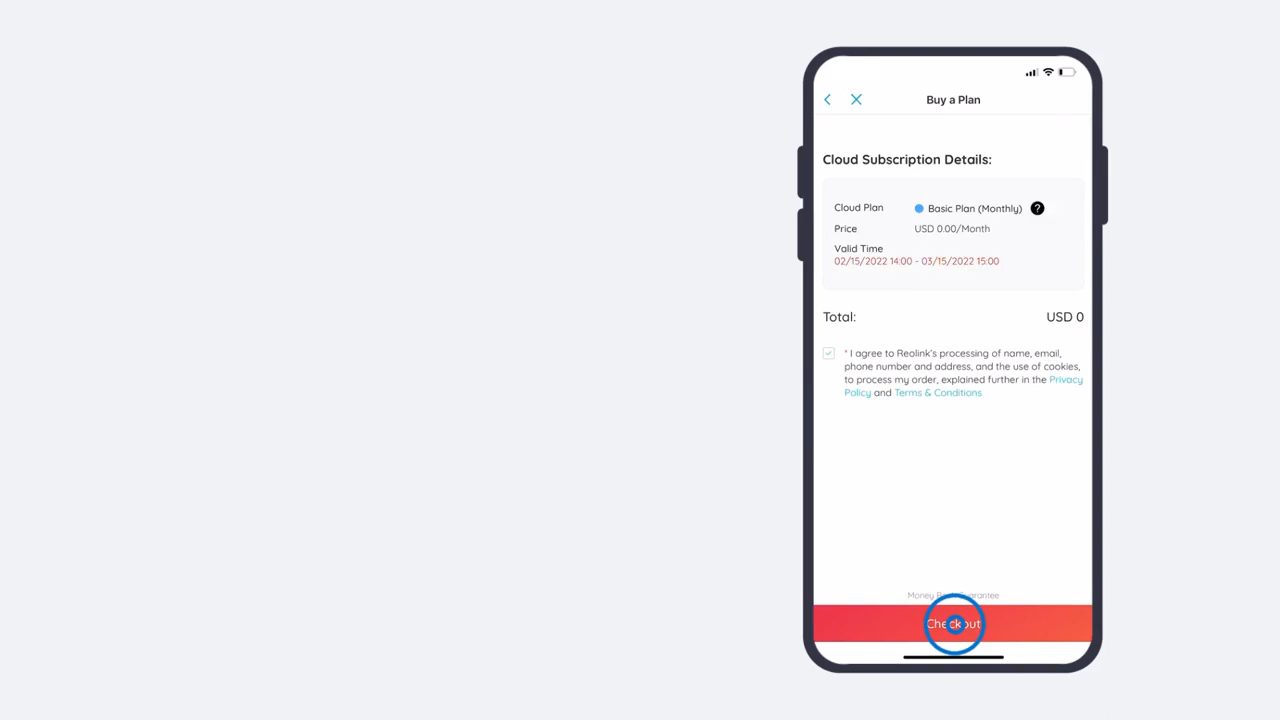 Buy a Plan
Cloud Subscription Details:
Cloud Plan Basic Plan (Monthly) ?
Price USD 0.00/Month
Valid Time
02/15/2022 14:00 - 03/15/2022 15:00
Total: USD 0
* I agree to Reolink's processing of name, email,
phone number and address, and the use of cookies,
to process my order, explained further in the Privacy
Policy and Terms & Conditions
Money Back Guarantee
Checkout